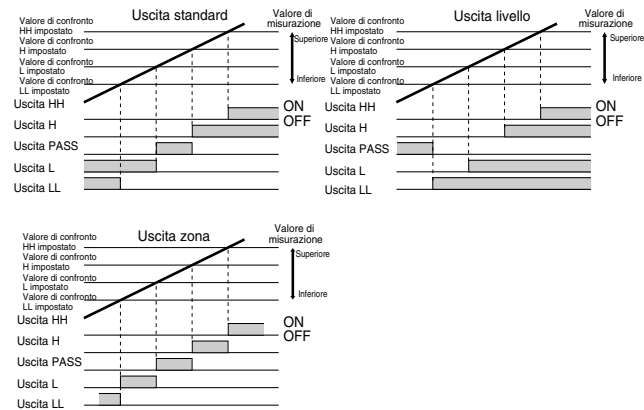 Uscita standard
Valore di misurazione
Valore di confronto
HH impostato
Valore di confronto
H impostato
Valore di confronto
L impostato
Valore di confronto
LL impostato
Superiore
Inferiore
Uscita HH
ON
OFF
Uscita H
Uscita PASS
Uscita L
Uscita LL
Uscita livello
Valore di misurazione
Valore di confronto
HH impostato
Valore di confronto
H impostato
Valore di confronto
L impostato
Valore di confronto
LL impostato
Superiore
Inferiore
Uscita HH
ON
OFF
Uscita H
Uscita PASS
Uscita L
Uscita LL
Uscita zona
Valore di
misurazione
Valore di confronto
HH impostato
Valore di confronto
H impostato
Valore di confronto
L impostato
Valore di confronto
LL impostato
Superiore
Inferiore
Uscita HH
ON
OFF
Uscita H
Uscita PASS
Uscita L
Uscita LL